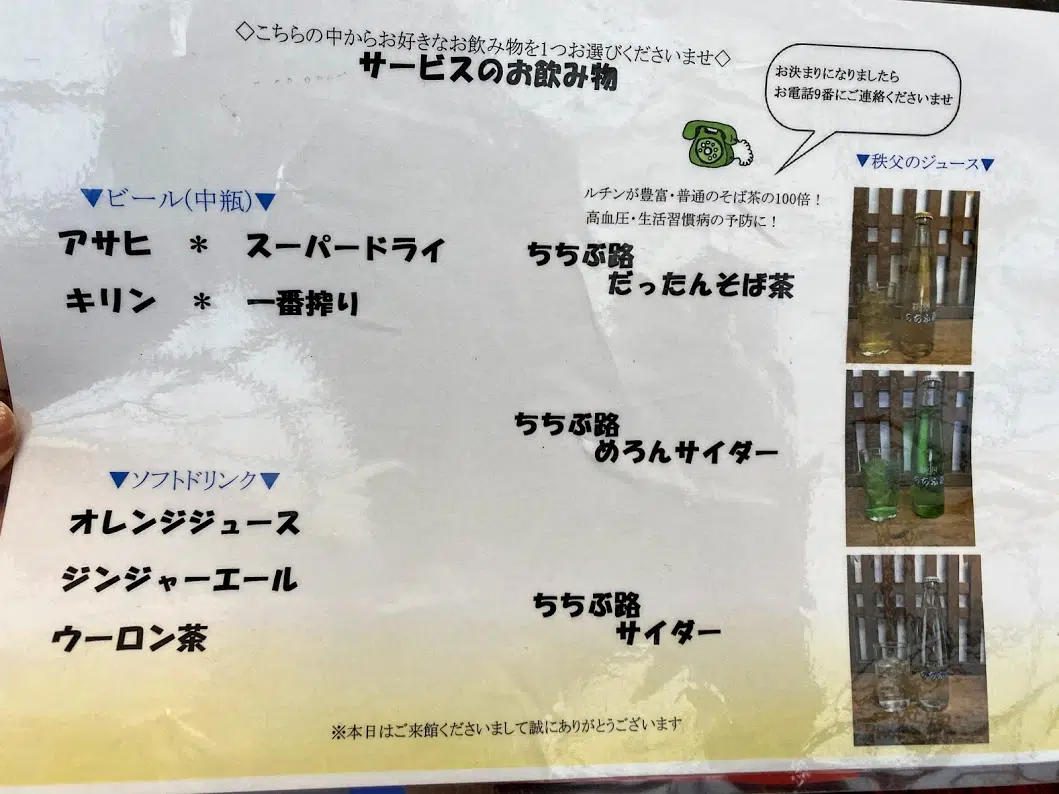 ◇こちらの中からお好きなお飲み物を1つお選びくださいませ◇
サービスのお飲み物
お決まりになりましたら
お電話9番にご連絡くださいませ
▼ビール(中瓶)▼
アサヒ ＊ スーパードライ
キリン ＊ 一番搾り
▼ソフトドリンク▼
オレンジジュース
ジンジャーエール
ウーロン茶
▼秩父のジュース▼
ルチンが豊富・普通のそば茶の100倍！
高血圧・生活習慣病の予防に！
ちちぶ路
だったんそば茶
ちちぶ路
めろんサイダー
ちちぶ路
サイダー
※本日はご来館くださいまして誠にありがとうございます